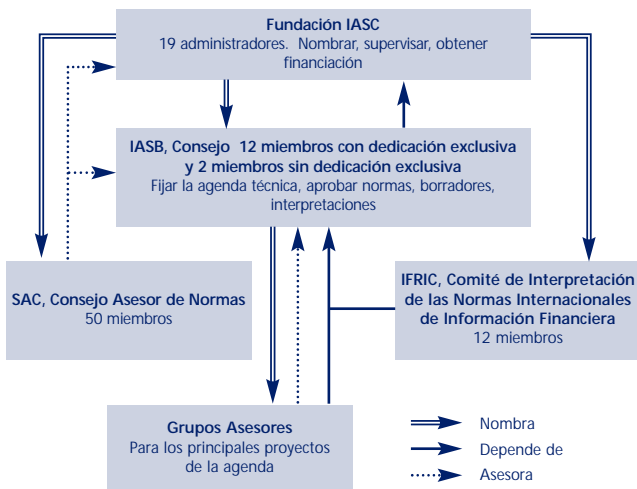 Fundación IASC
19 administradores. Nombrar, supervisar, obtener
financiación
IASB, Consejo 12 miembros con dedicación exclusiva
y 2 miembros sin dedicación exclusiva
Fijar la agenda técnica, aprobar normas, borradores,
interpretaciones
SAC, Consejo Asesor de Normas
50 miembros
IFRIC, Comité de Interpretación
de las Normas Internacionales
de Información Financiera
12 miembros
Grupos Asesores
Para los principales proyectos
de la agenda
Nombra
Depende de
Asesora